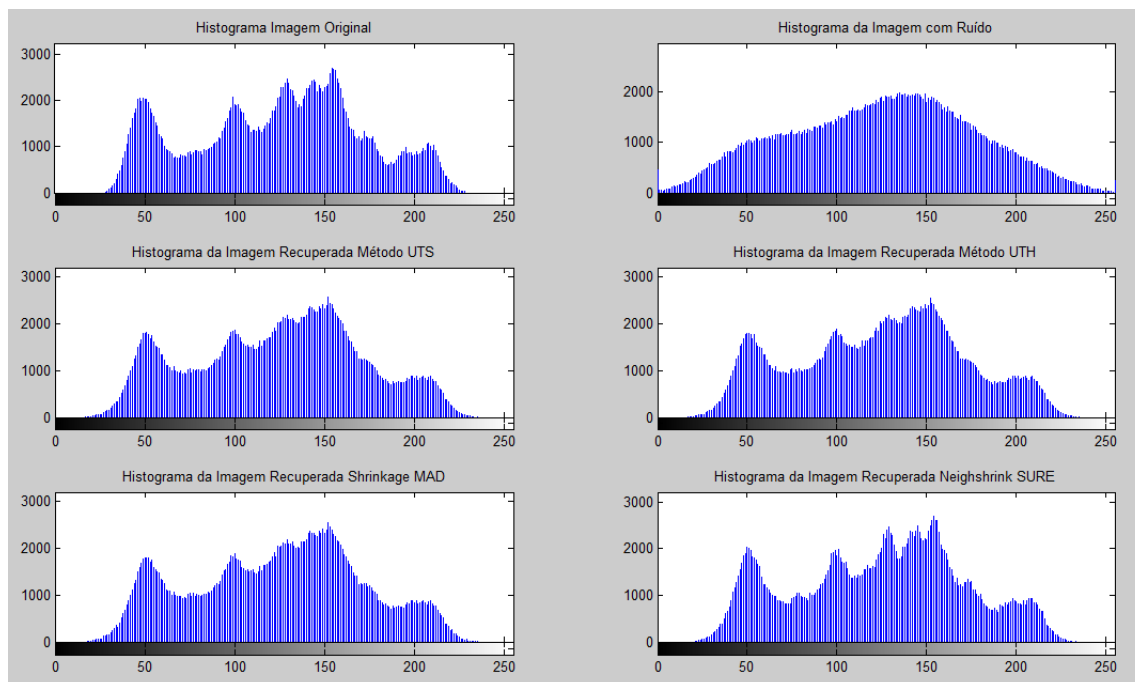 Histograma Imagem Original
3000
2000
1000
0
0 50 100 150 200 250
Histograma da Imagem com Ruído
2000
1000
0
0 50 100 150 200 250
Histograma da Imagem Recuperada Método UTS
3000
2000
1000
0
0 50 100 150 200 250
Histograma da Imagem Recuperada Método UTH
3000
2000
1000
0
0 50 100 150 200 250
Histograma da Imagem Recuperada Shrinkage MAD
3000
2000
1000
0
0 50 100 150 200 250
Histograma da Imagem Recuperada Neighshrink SURE
3000
2000
1000
0
0 50 100 150 200 250